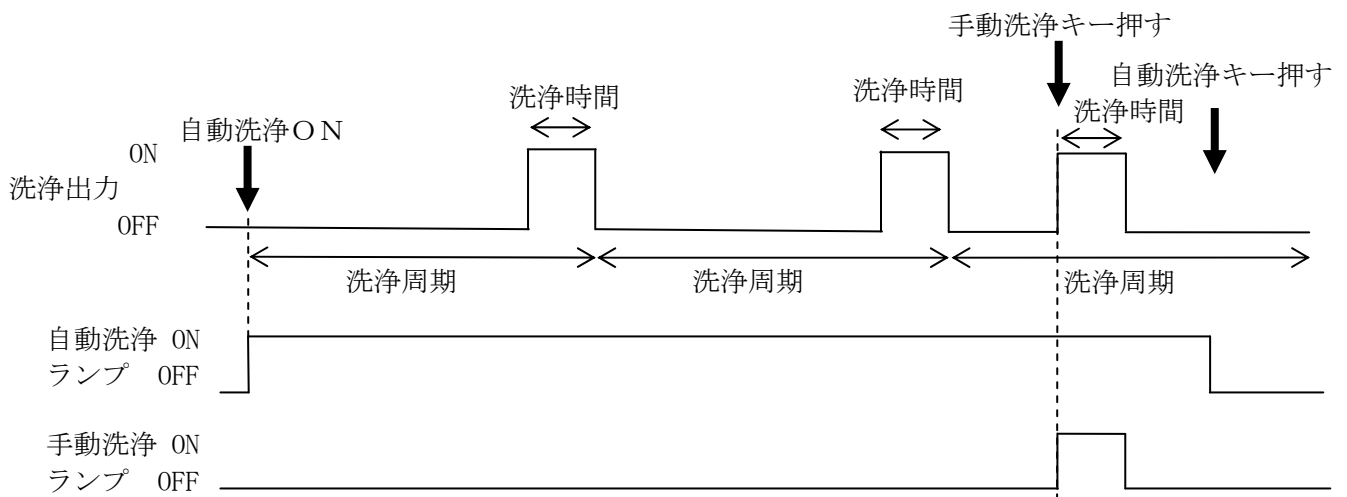 手動洗浄キー押す
自動洗浄キー押す
洗浄時間
洗浄時間
洗浄時間
自動洗浄ON
ON
洗浄出力
OFF
洗浄周期
洗浄周期
洗浄周期
自動洗浄 ON
ランプ OFF
手動洗浄 ON
ランプ OFF